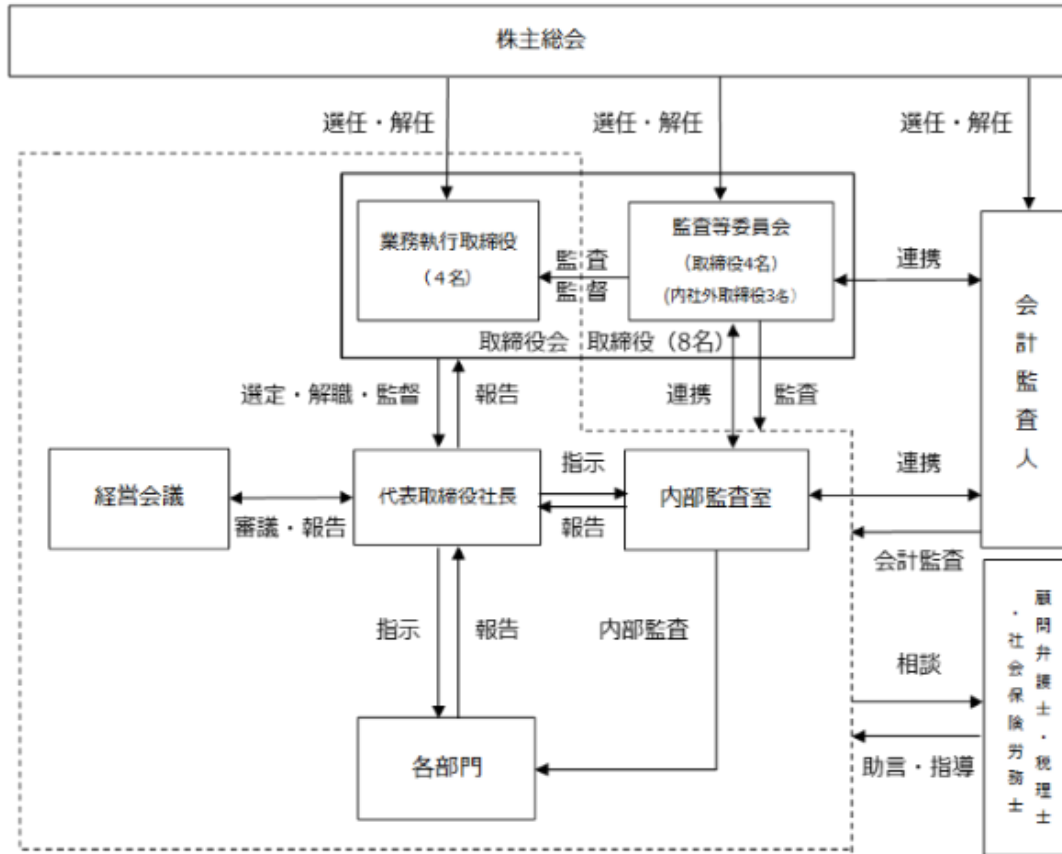 株主総会
選任・解任
選任・解任
選任・解任
業務執行取締役
（４名）
監査
監督
監査等委員会
（取締役4名）
(内社外取締役3名）
連携
会計監査人
取締役会　取締役（8名）
選定・解職・監督
報告
連携
監査
経営会議
審議・報告
代表取締役社長
指示
報告
内部監査室
連携
会計監査
指示
報告
内部監査
相談
助言・指導
顧問弁護士・税理士
・社会保険労務士
各部門